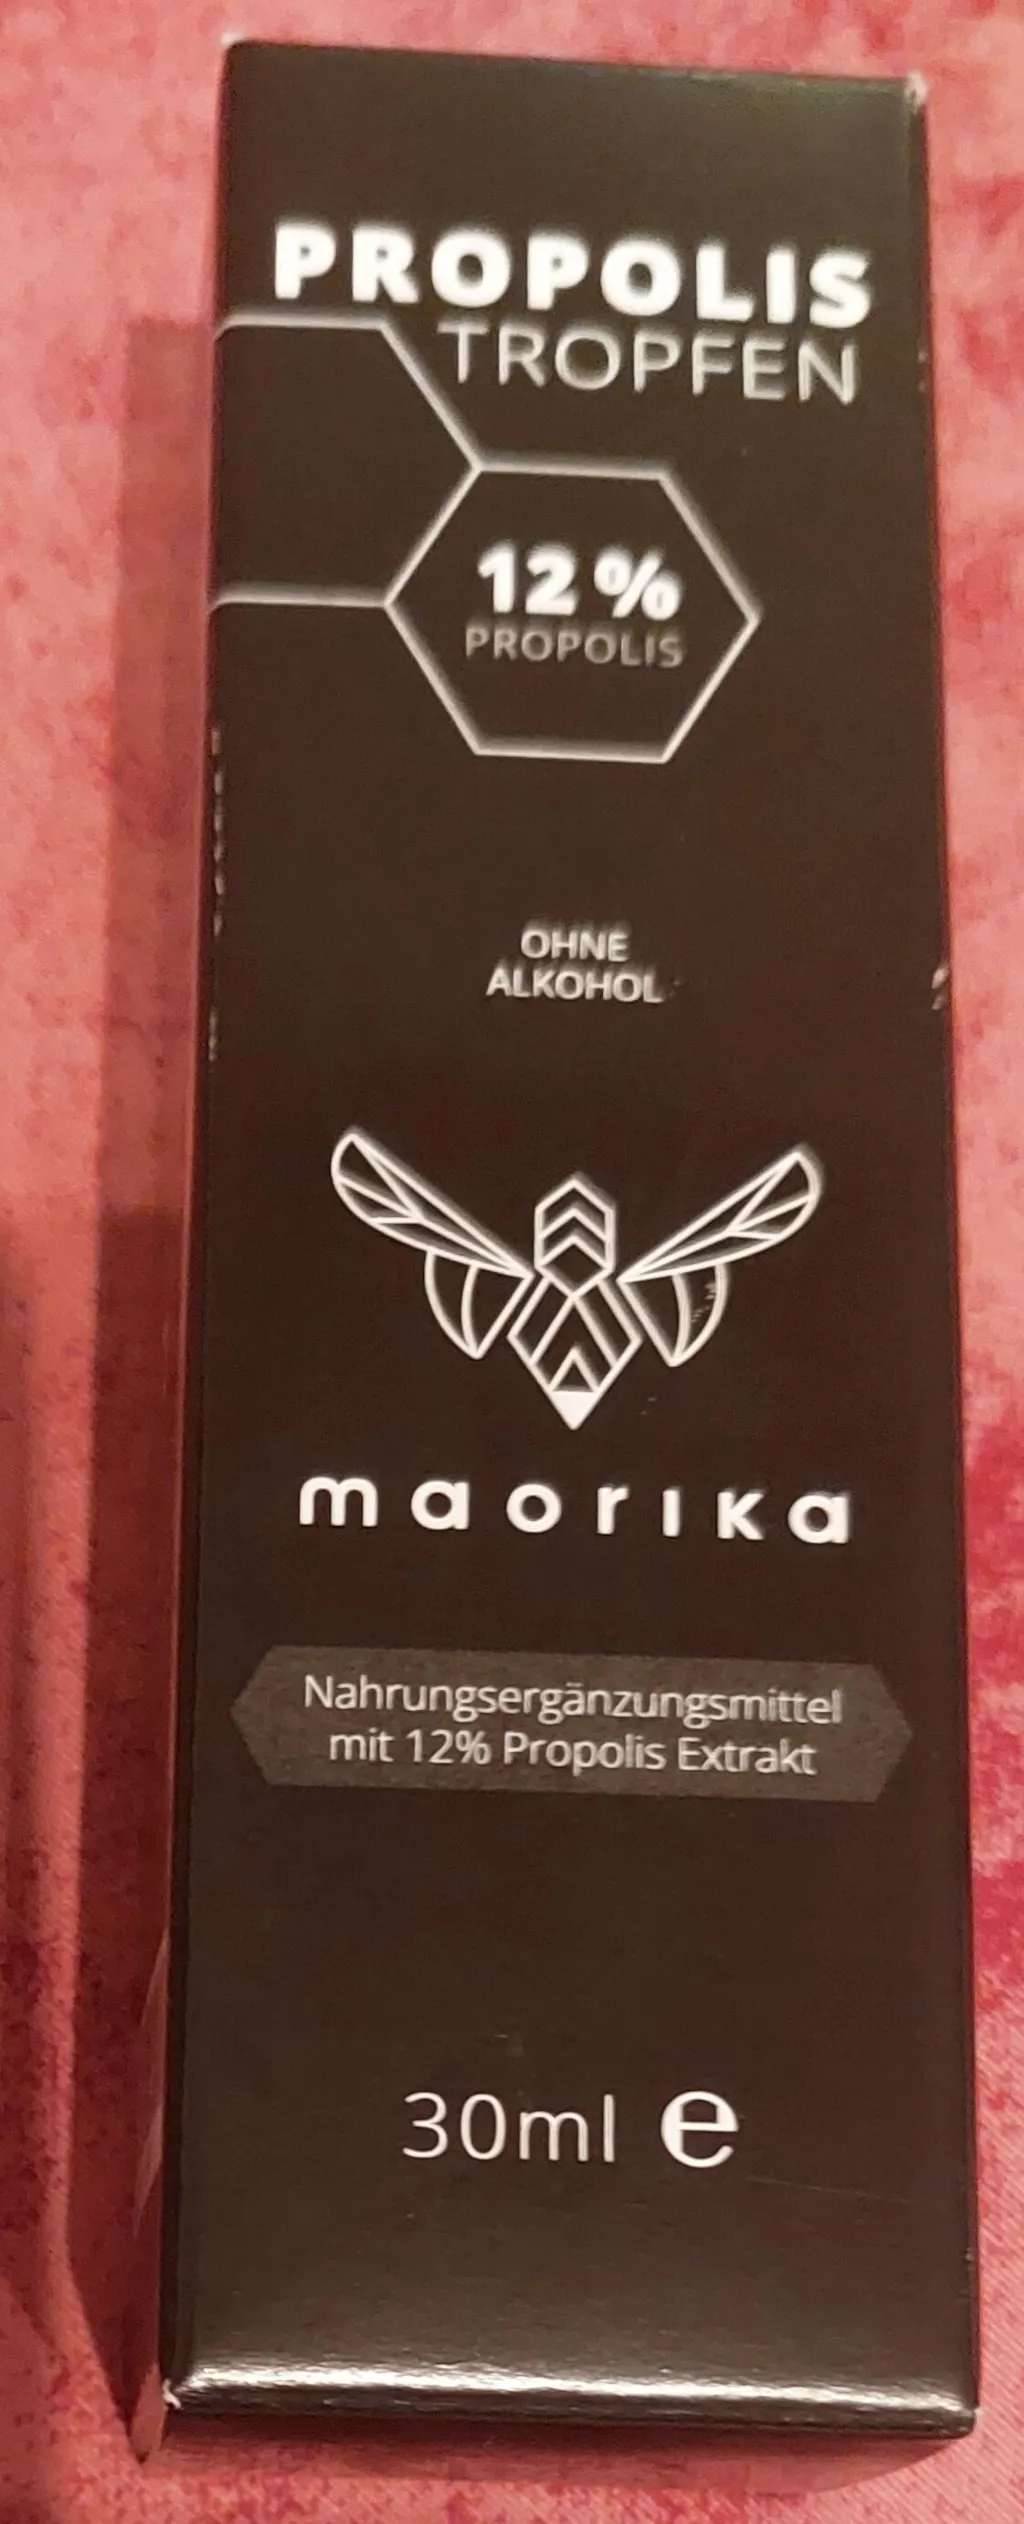 PROPOLIS
TROPFEN
12 %
PROPOLIS
OHNE
ALKOHOL
maorika
Nahrungsergänzungsmittel
mit 12% Propolis Extrakt
30ml e